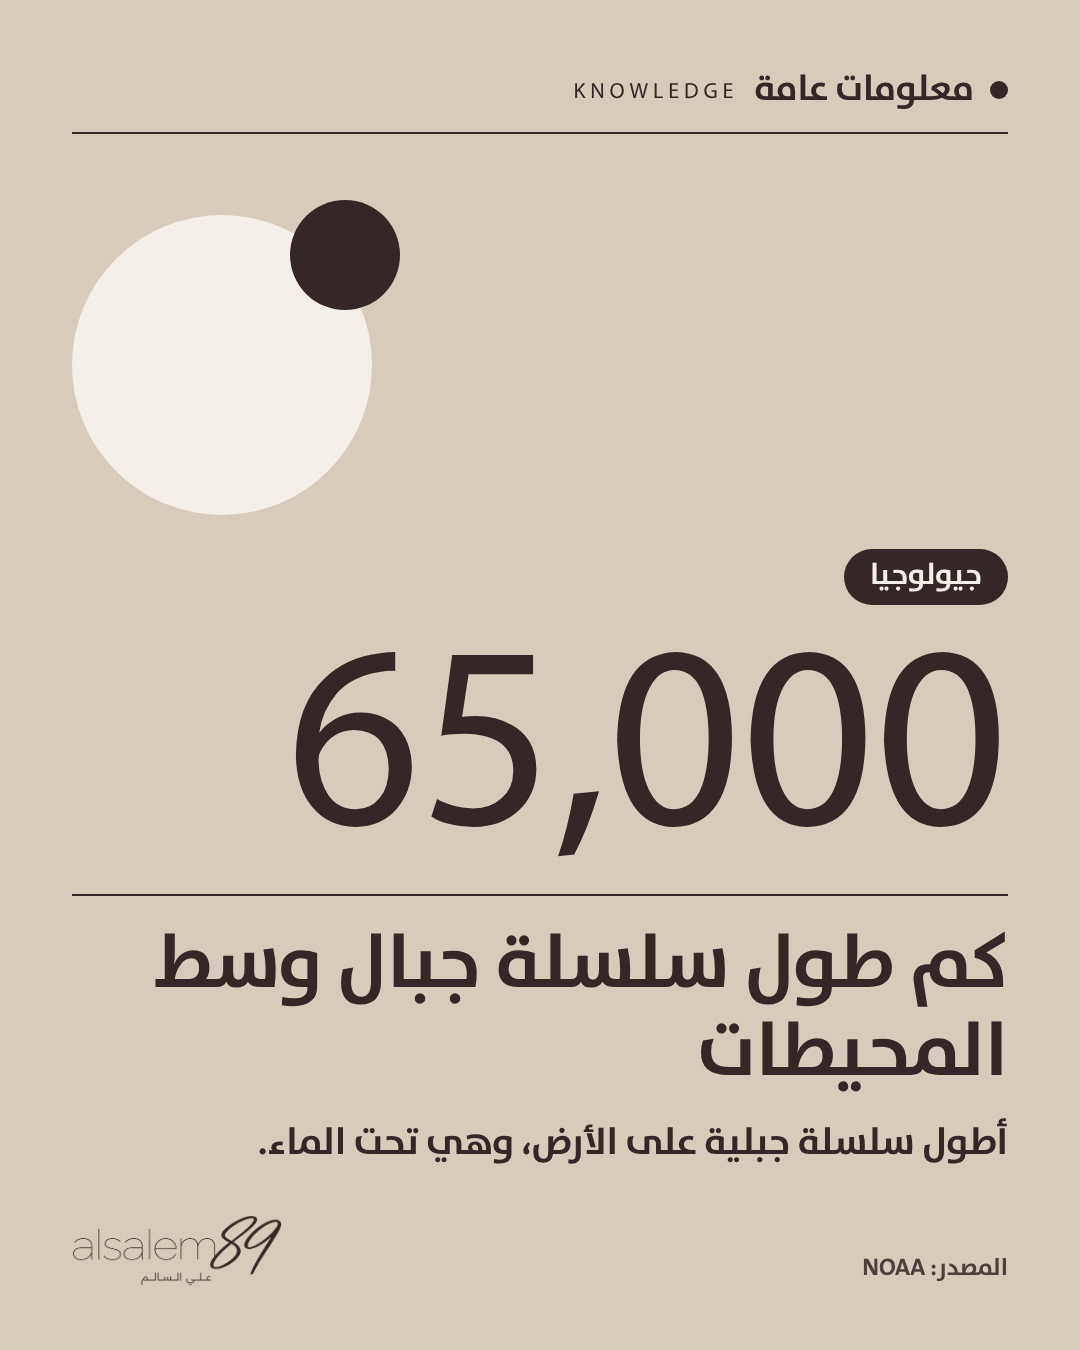 معلومات عامة KNOWLEDGE
جيولوجيا
65,000
كم طول سلسلة جبال وسط
المحيطات
أطول سلسلة جبلية على الأرض، وهي تحت الماء.
المصدر: NOAA
alsalem89
علي السالم